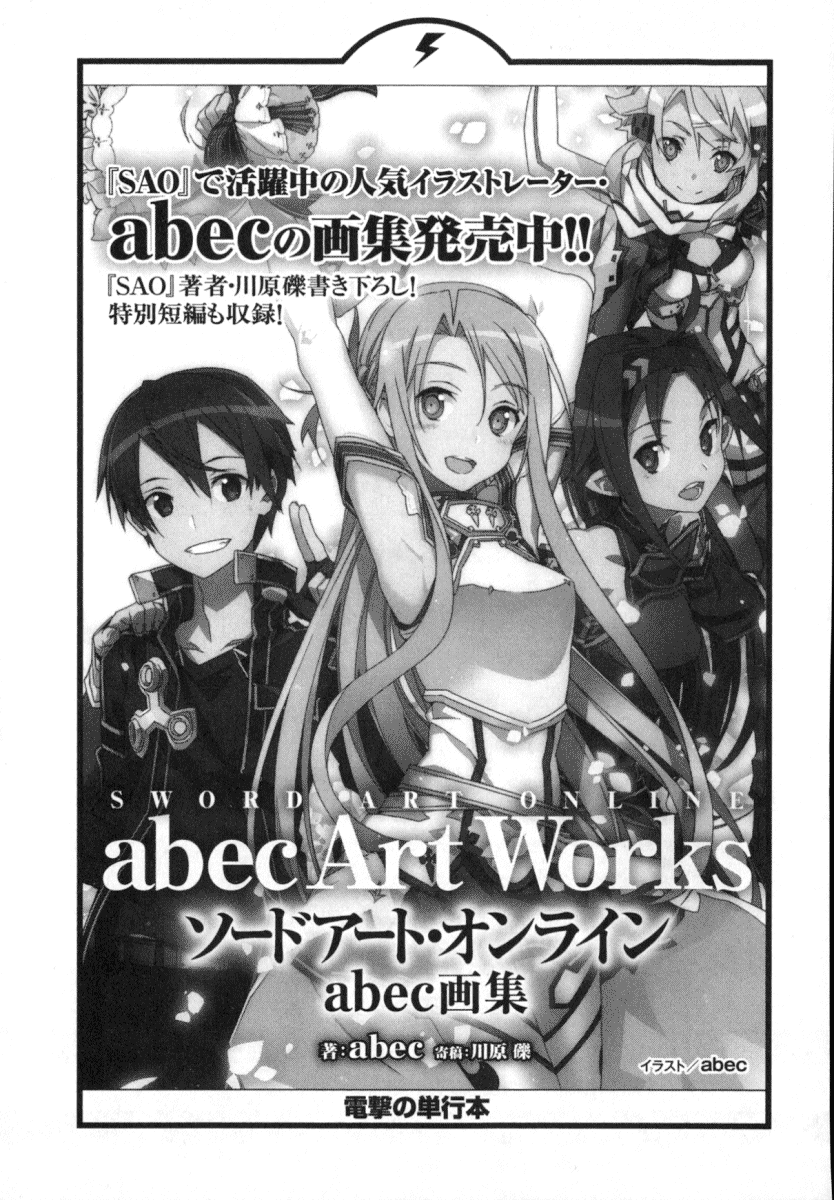 『SAO』で活躍中の人気イラストレーター・
abecの画集発売中!!
『SAO』著者・川原礫書き下ろし!
特別短編も収録!
SWORD ART ONLINE
abec Art Works
ソードアート・オンライン
abec画集
著:abec 寄稿:川原 礫
イラスト/abec
電撃の単行本